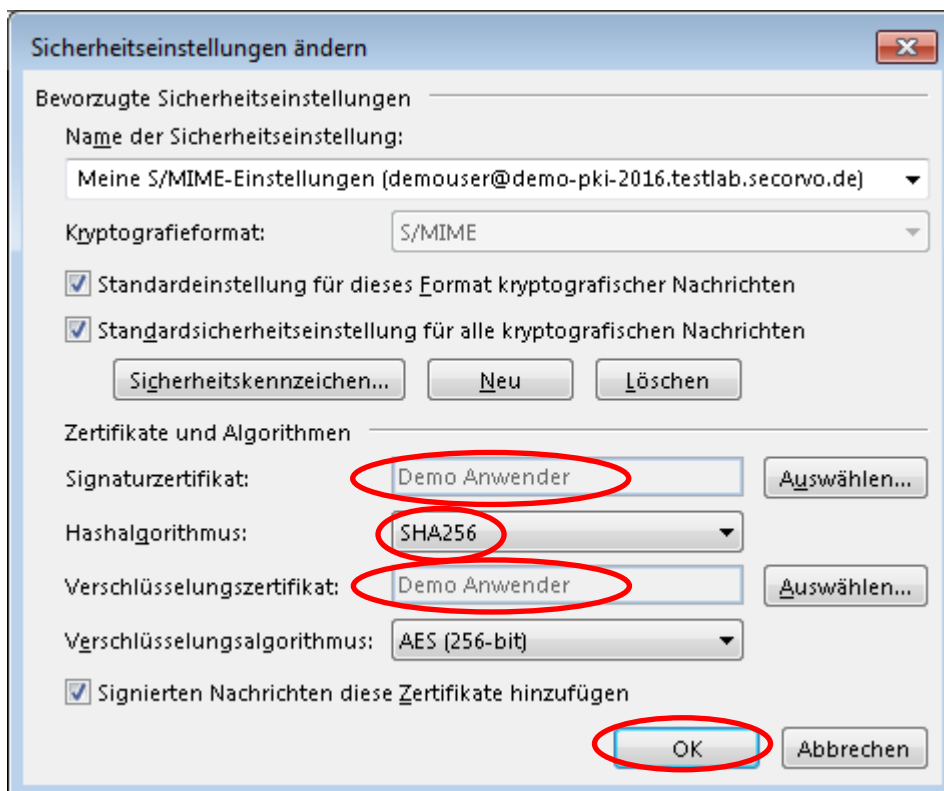 Sicherheitseinstellungen ändern
Bevorzugte Sicherheitseinstellungen
Name der Sicherheitseinstellung:
Meine S/MIME-Einstellungen (demouser@demo-pki-2016.testlab.secorvo.de)
Kryptografieformat: S/MIME
Standardeinstellung für dieses Format kryptografischer Nachrichten
Standardsicherheitseinstellung für alle kryptografischen Nachrichten
Sicherheitskennzeichen... Neu Löschen
Zertifikate und Algorithmen
Signaturzertifikat: Demo Anwender Auswählen...
Hashalgorithmus: SHA256
Verschlüsselungszertifikat: Demo Anwender Auswählen...
Verschlüsselungsalgorithmus: AES (256-bit)
Signierten Nachrichten diese Zertifikate hinzufügen
OK Abbrechen